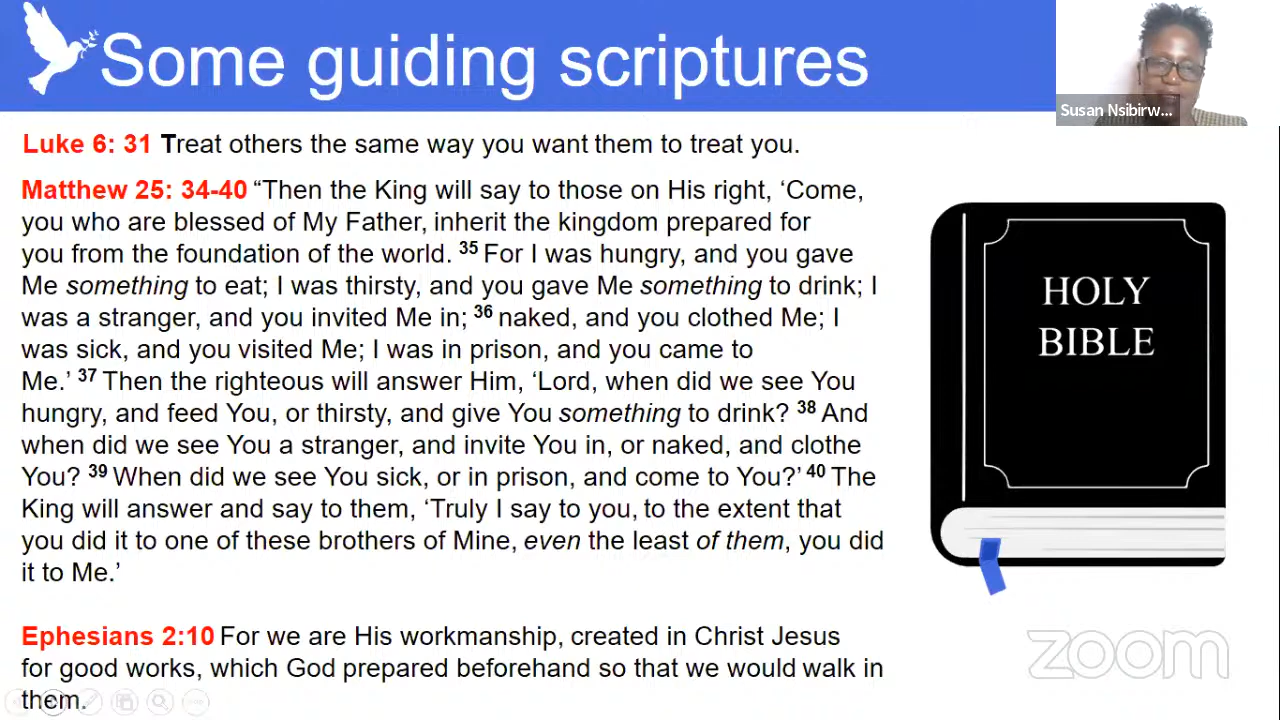 Some guiding scriptures
Susan Nsibirw...
Luke 6: 31 Treat others the same way you want them to treat you.
Matthew 25: 34-40 “Then the King will say to those on His right, ‘Come,
you who are blessed of My Father, inherit the kingdom prepared for
you from the foundation of the world. 35 For I was hungry, and you gave
Me something to eat; I was thirsty, and you gave Me something to drink; I
was a stranger, and you invited Me in; 36 naked, and you clothed Me; I
was sick, and you visited Me; I was in prison, and you came to
Me.’ 37 Then the righteous will answer Him, ‘Lord, when did we see You
hungry, and feed You, or thirsty, and give You something to drink? 38 And
when did we see You a stranger, and invite You in, or naked, and clothe
You? 39 When did we see You sick, or in prison, and come to You?’ 40 The
King will answer and say to them, ‘Truly I say to you, to the extent that
you did it to one of these brothers of Mine, even the least of them, you did
it to Me.’
Ephesians 2:10 For we are His workmanship, created in Christ Jesus
for good works, which God prepared beforehand so that we would walk in
them.
HOLY
BIBLE
zoom